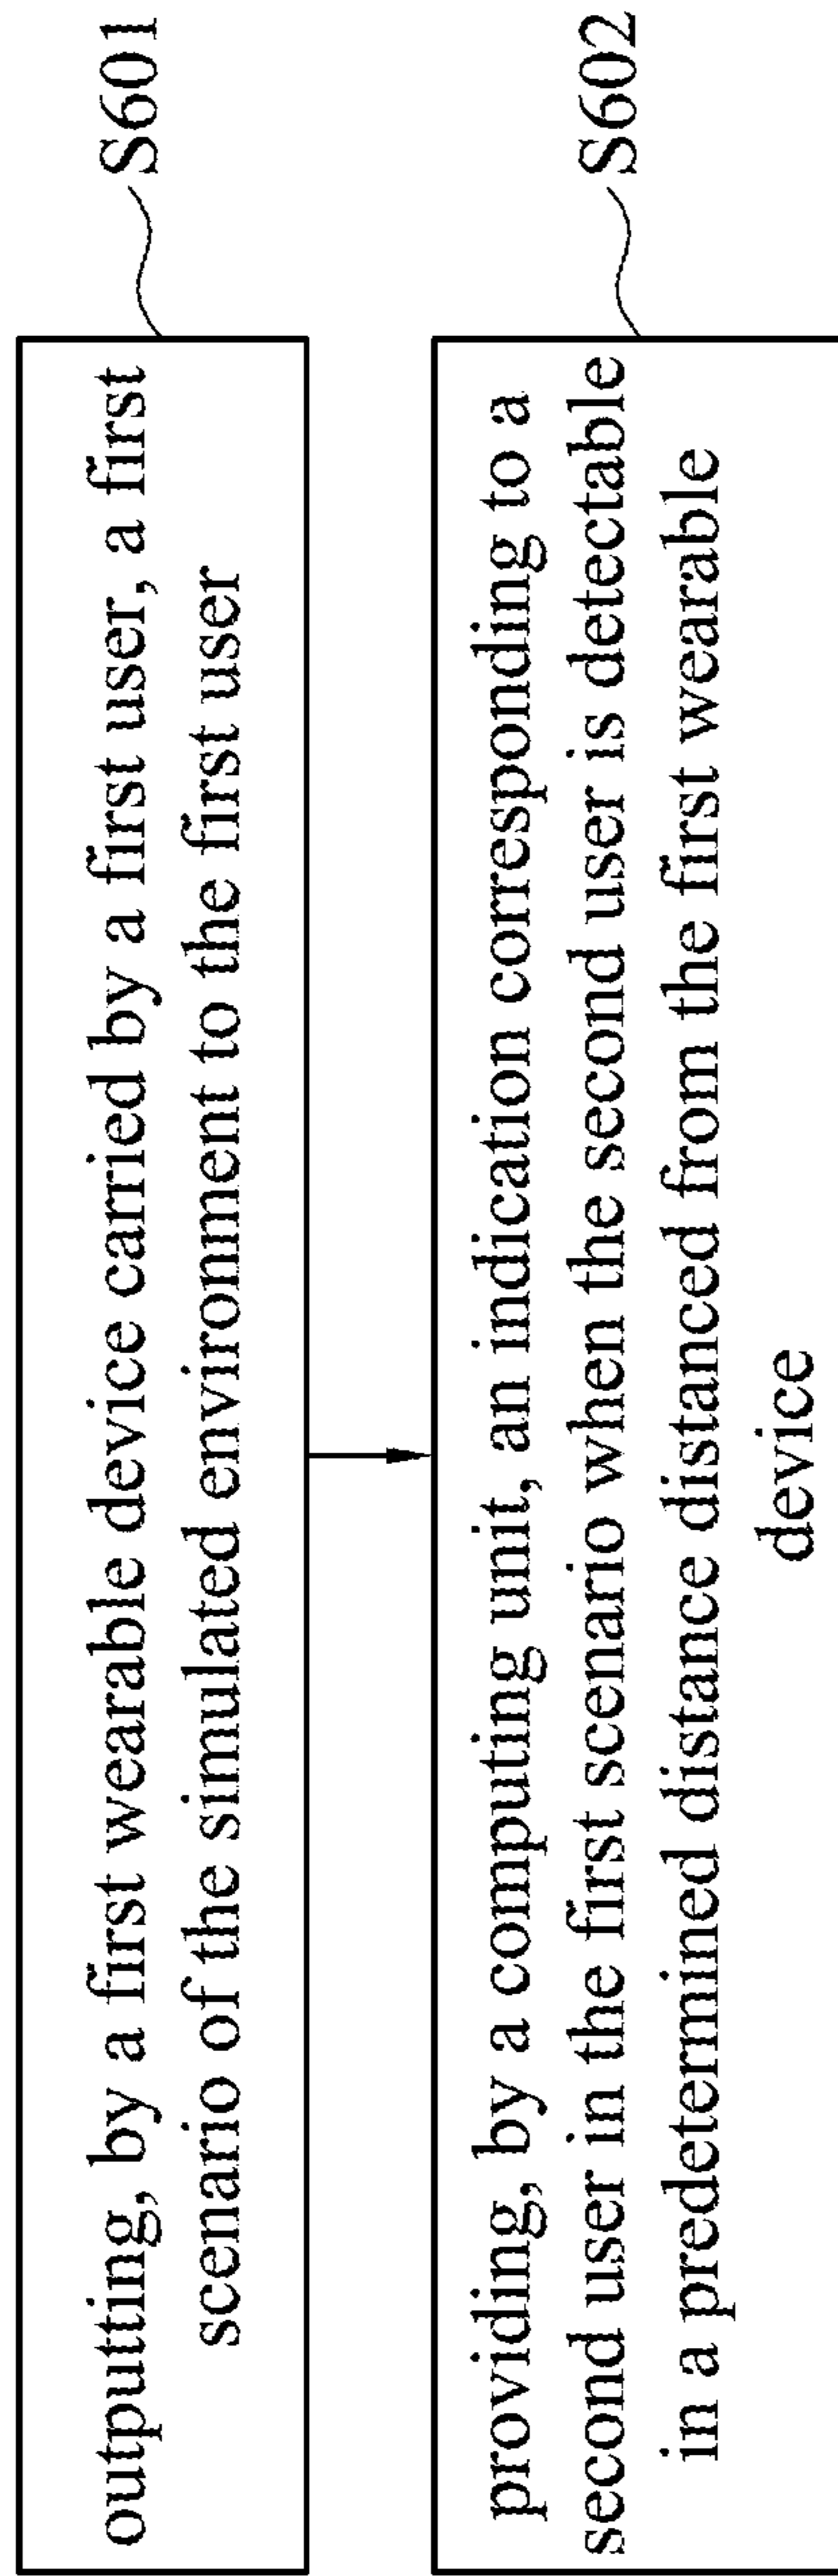 outputting, by a first wearable device carried by a first user, a first
scenario of the simulated environment to the first user
S601
providing, by a computing unit, an indication corresponding to a
second user in the first scenario when the second user is detectable
in a predetermined distance distanced from the first wearable
device
S602